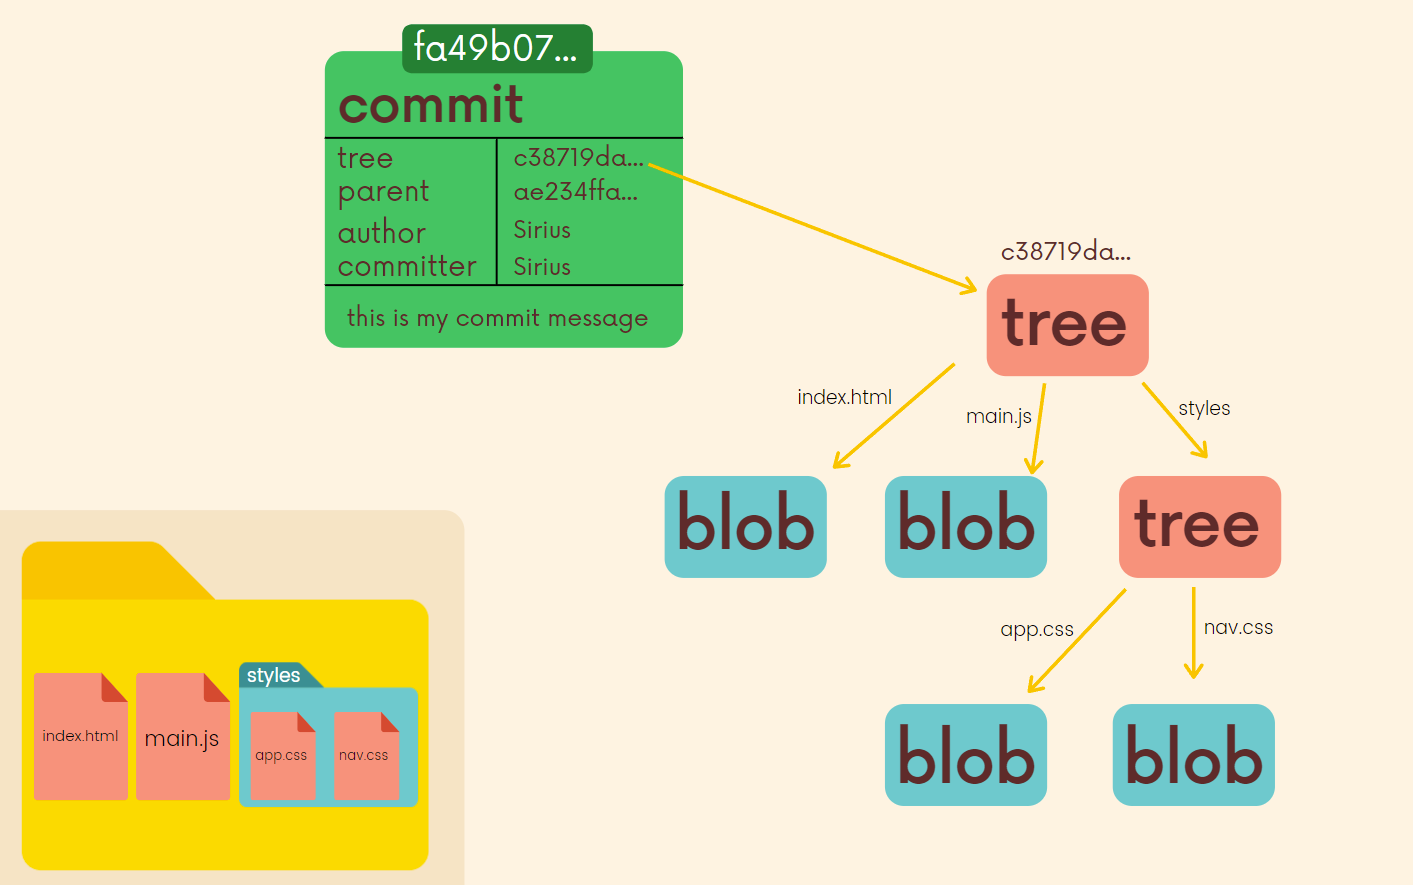 fa49b07...
commit
tree c38719da...
parent ae234ffa...
author Sirius
committer Sirius
this is my commit message
c38719da...
tree
index.html
main.js
styles
blob
blob
tree
app.css
nav.css
blob
blob
styles
index.html
main.js
app.css
nav.css